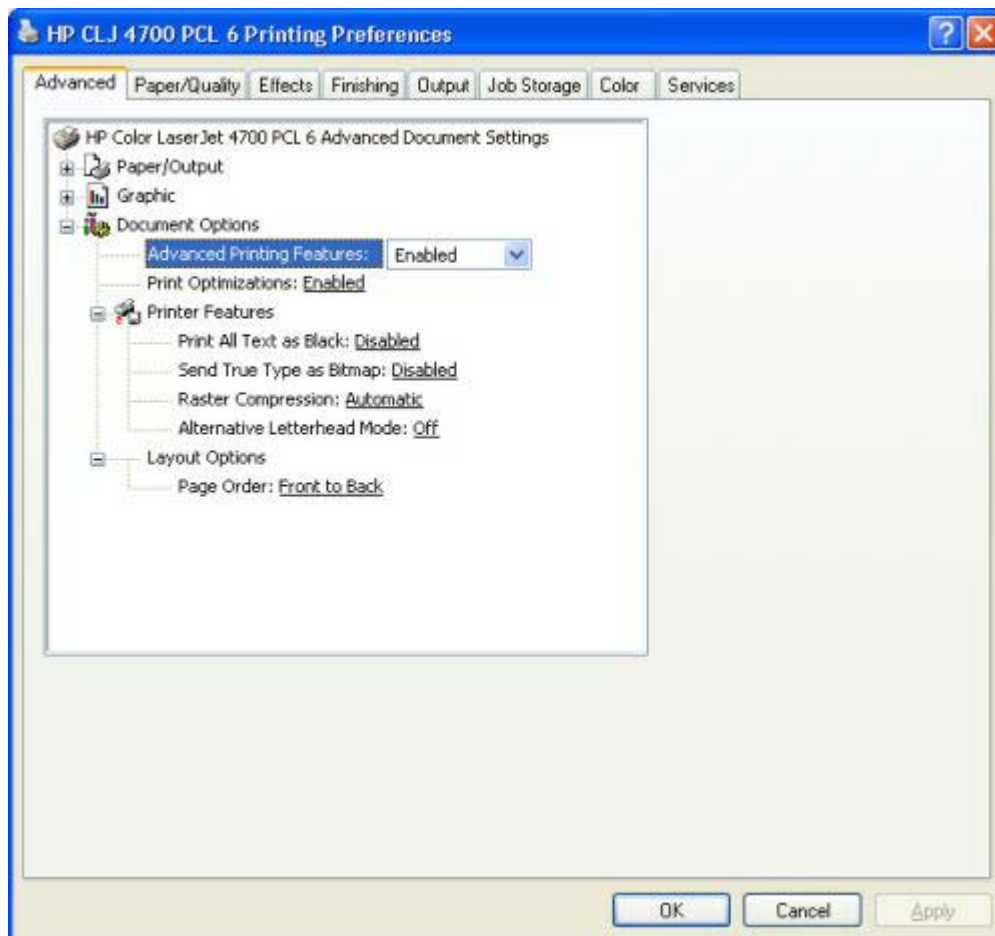 HP CLJ 4700 PCL 6 Printing Preferences
Advanced Paper/Quality Effects Finishing Output Job Storage Color Services
HP Color LaserJet 4700 PCL 6 Advanced Document Settings
Paper/Output
Graphic
Document Options
Advanced Printing Features: Enabled
Print Optimizations: Enabled
Printer Features
Print All Text as Black: Disabled
Send True Type as Bitmap: Disabled
Raster Compression: Automatic
Alternative Letterhead Mode: Off
Layout Options
Page Order: Front to Back
OK Cancel Apply